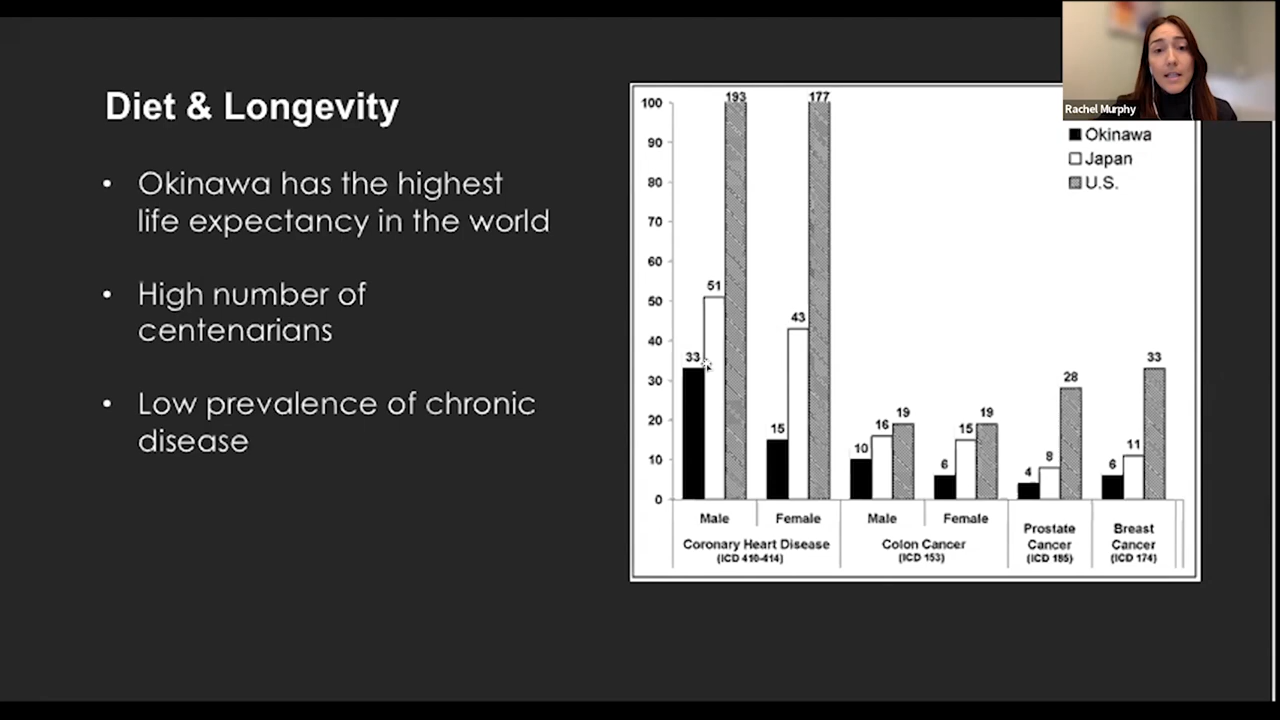 Diet & Longevity
• Okinawa has the highest
life expectancy in the world
• High number of
centenarians
• Low prevalence of chronic
disease
Rachel Murphy
Okinawa
Japan
U.S.
100
90
80
70
60
50
40
30
20
10
0
33
51
193
15
43
177
10
16
19
6
15
19
4
8
28
6
11
33
Male
Female
Male
Female
Coronary Heart Disease
(ICD 410-414)
Colon Cancer
(ICD 153)
Prostate
Cancer
(ICD 185)
Breast
Cancer
(ICD 174)